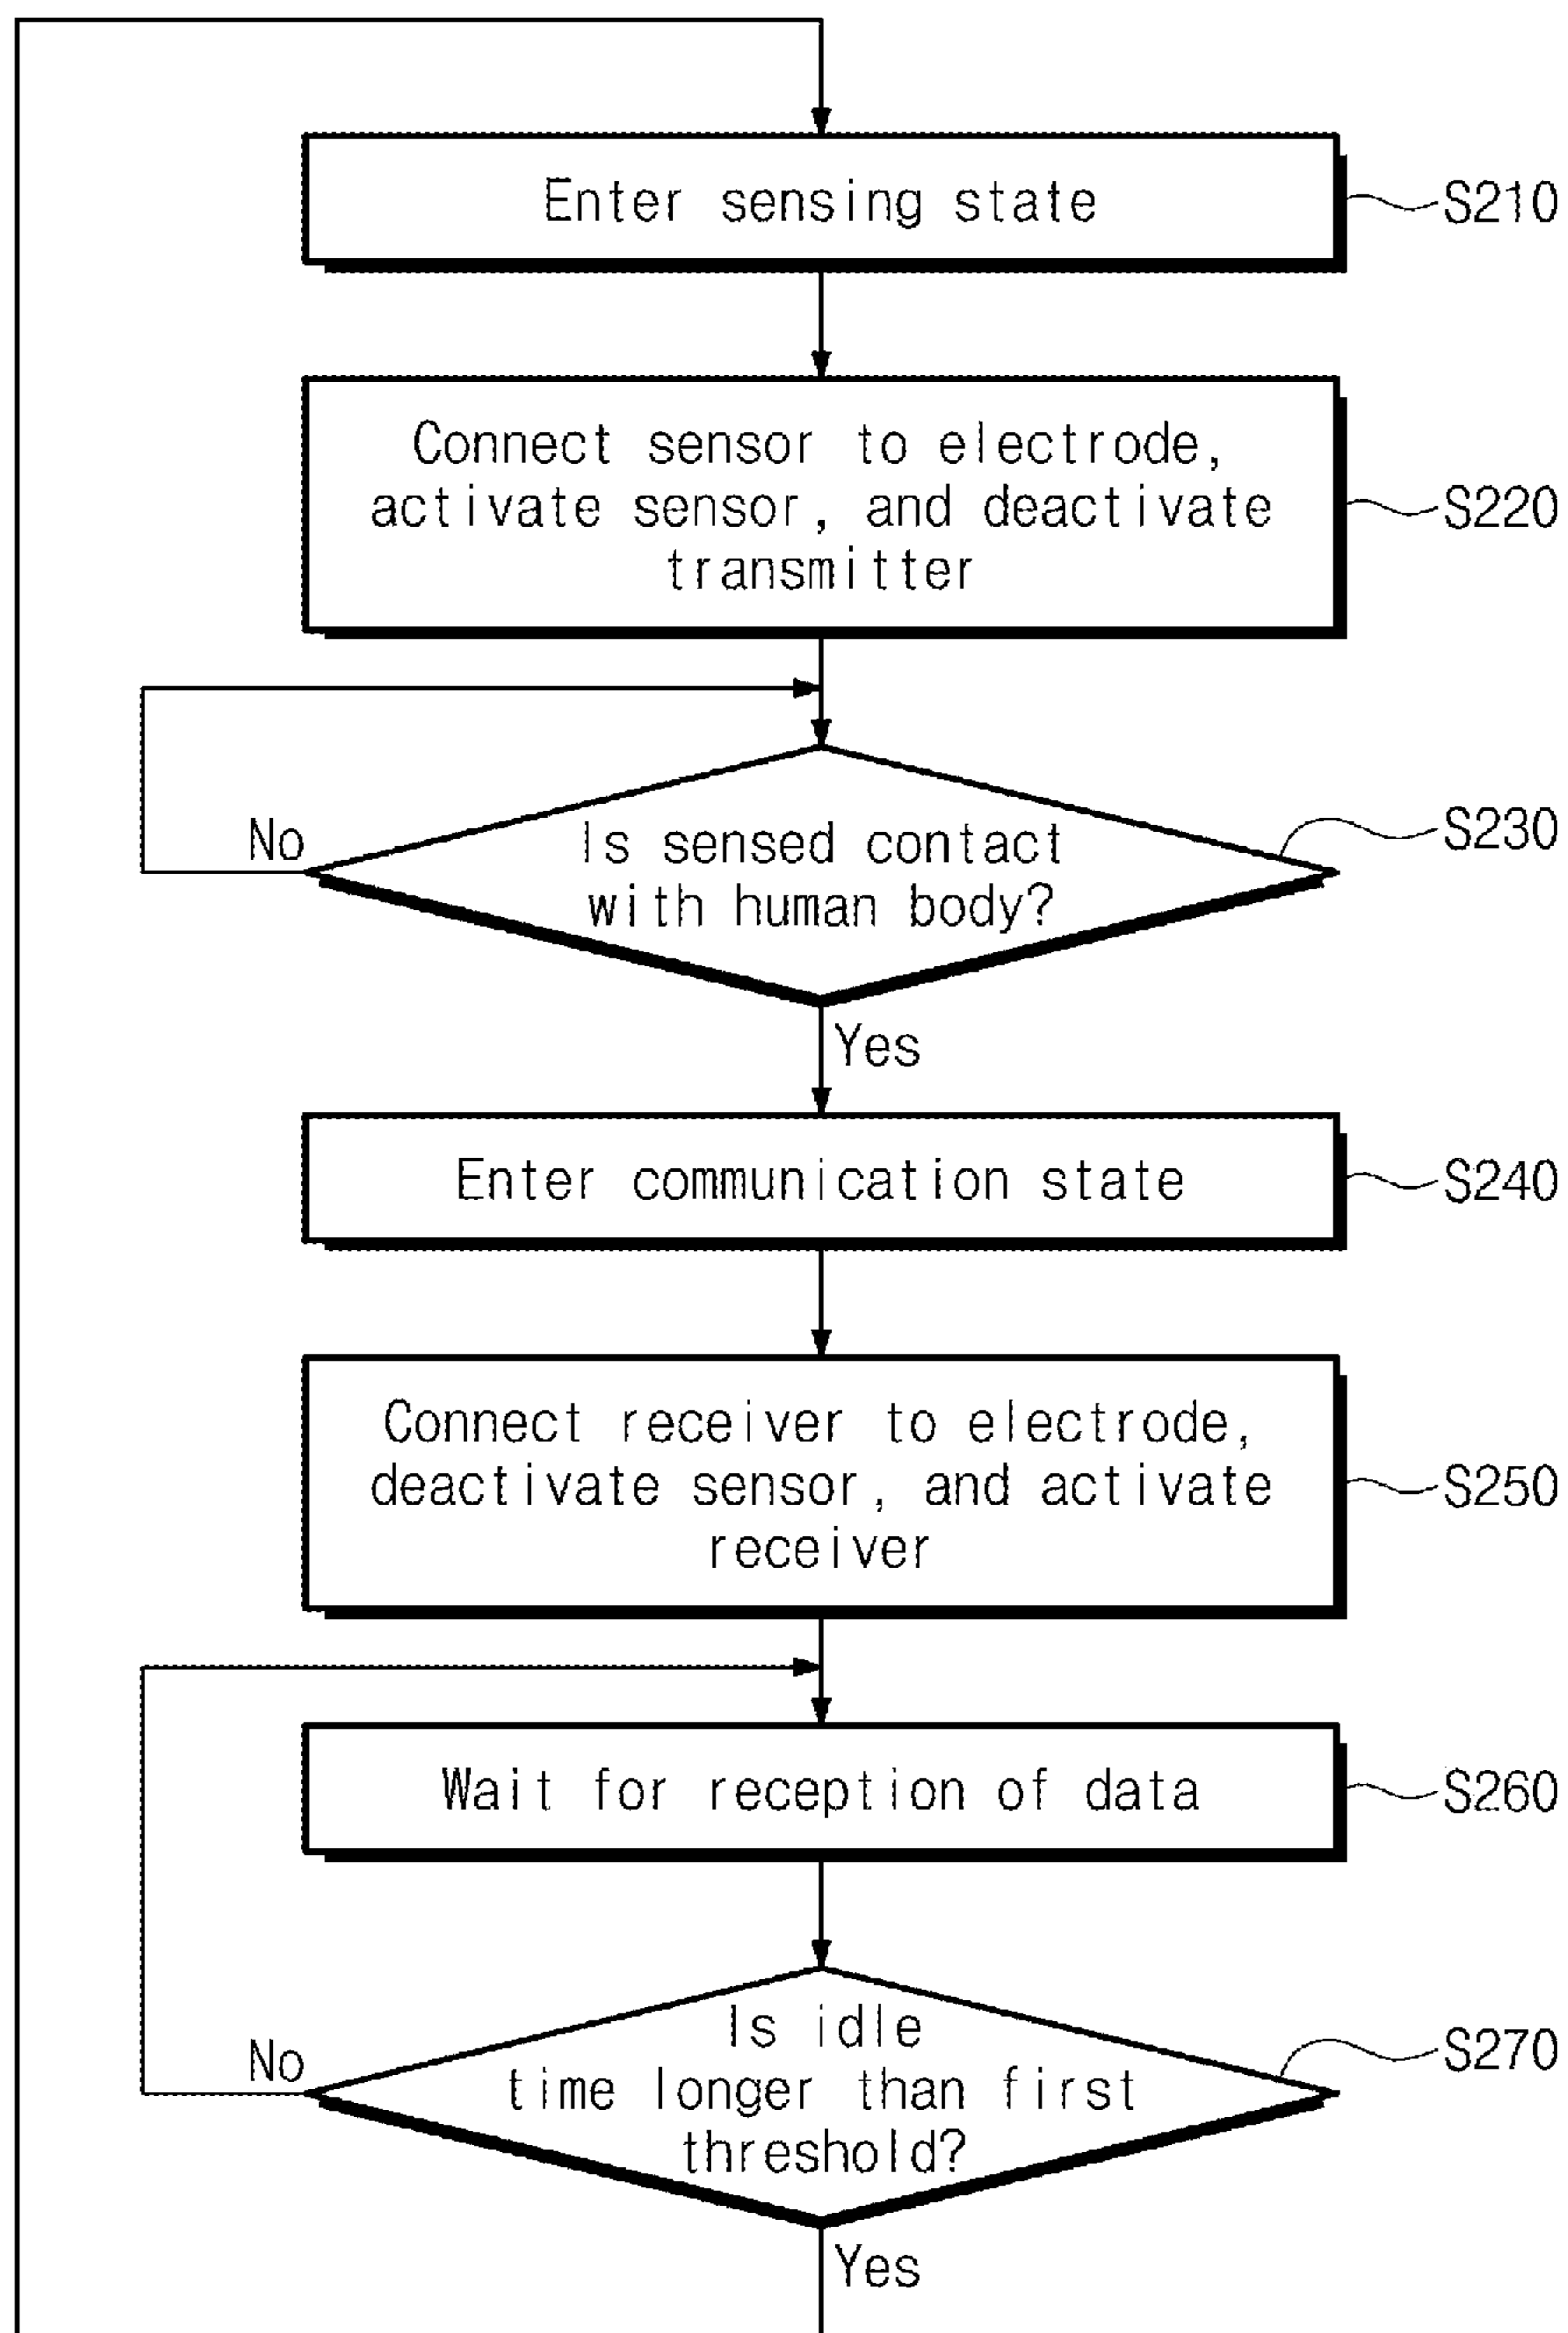 Enter sensing state
S210
Connect sensor to electrode,
activate sensor, and deactivate
transmitter
S220
Is sensed contact
with human body?
S230
No
Yes
Enter communication state
S240
Connect receiver to electrode,
deactivate sensor, and activate
receiver
S250
Wait for reception of data
S260
Is idle
time longer than first
threshold?
S270
No
Yes